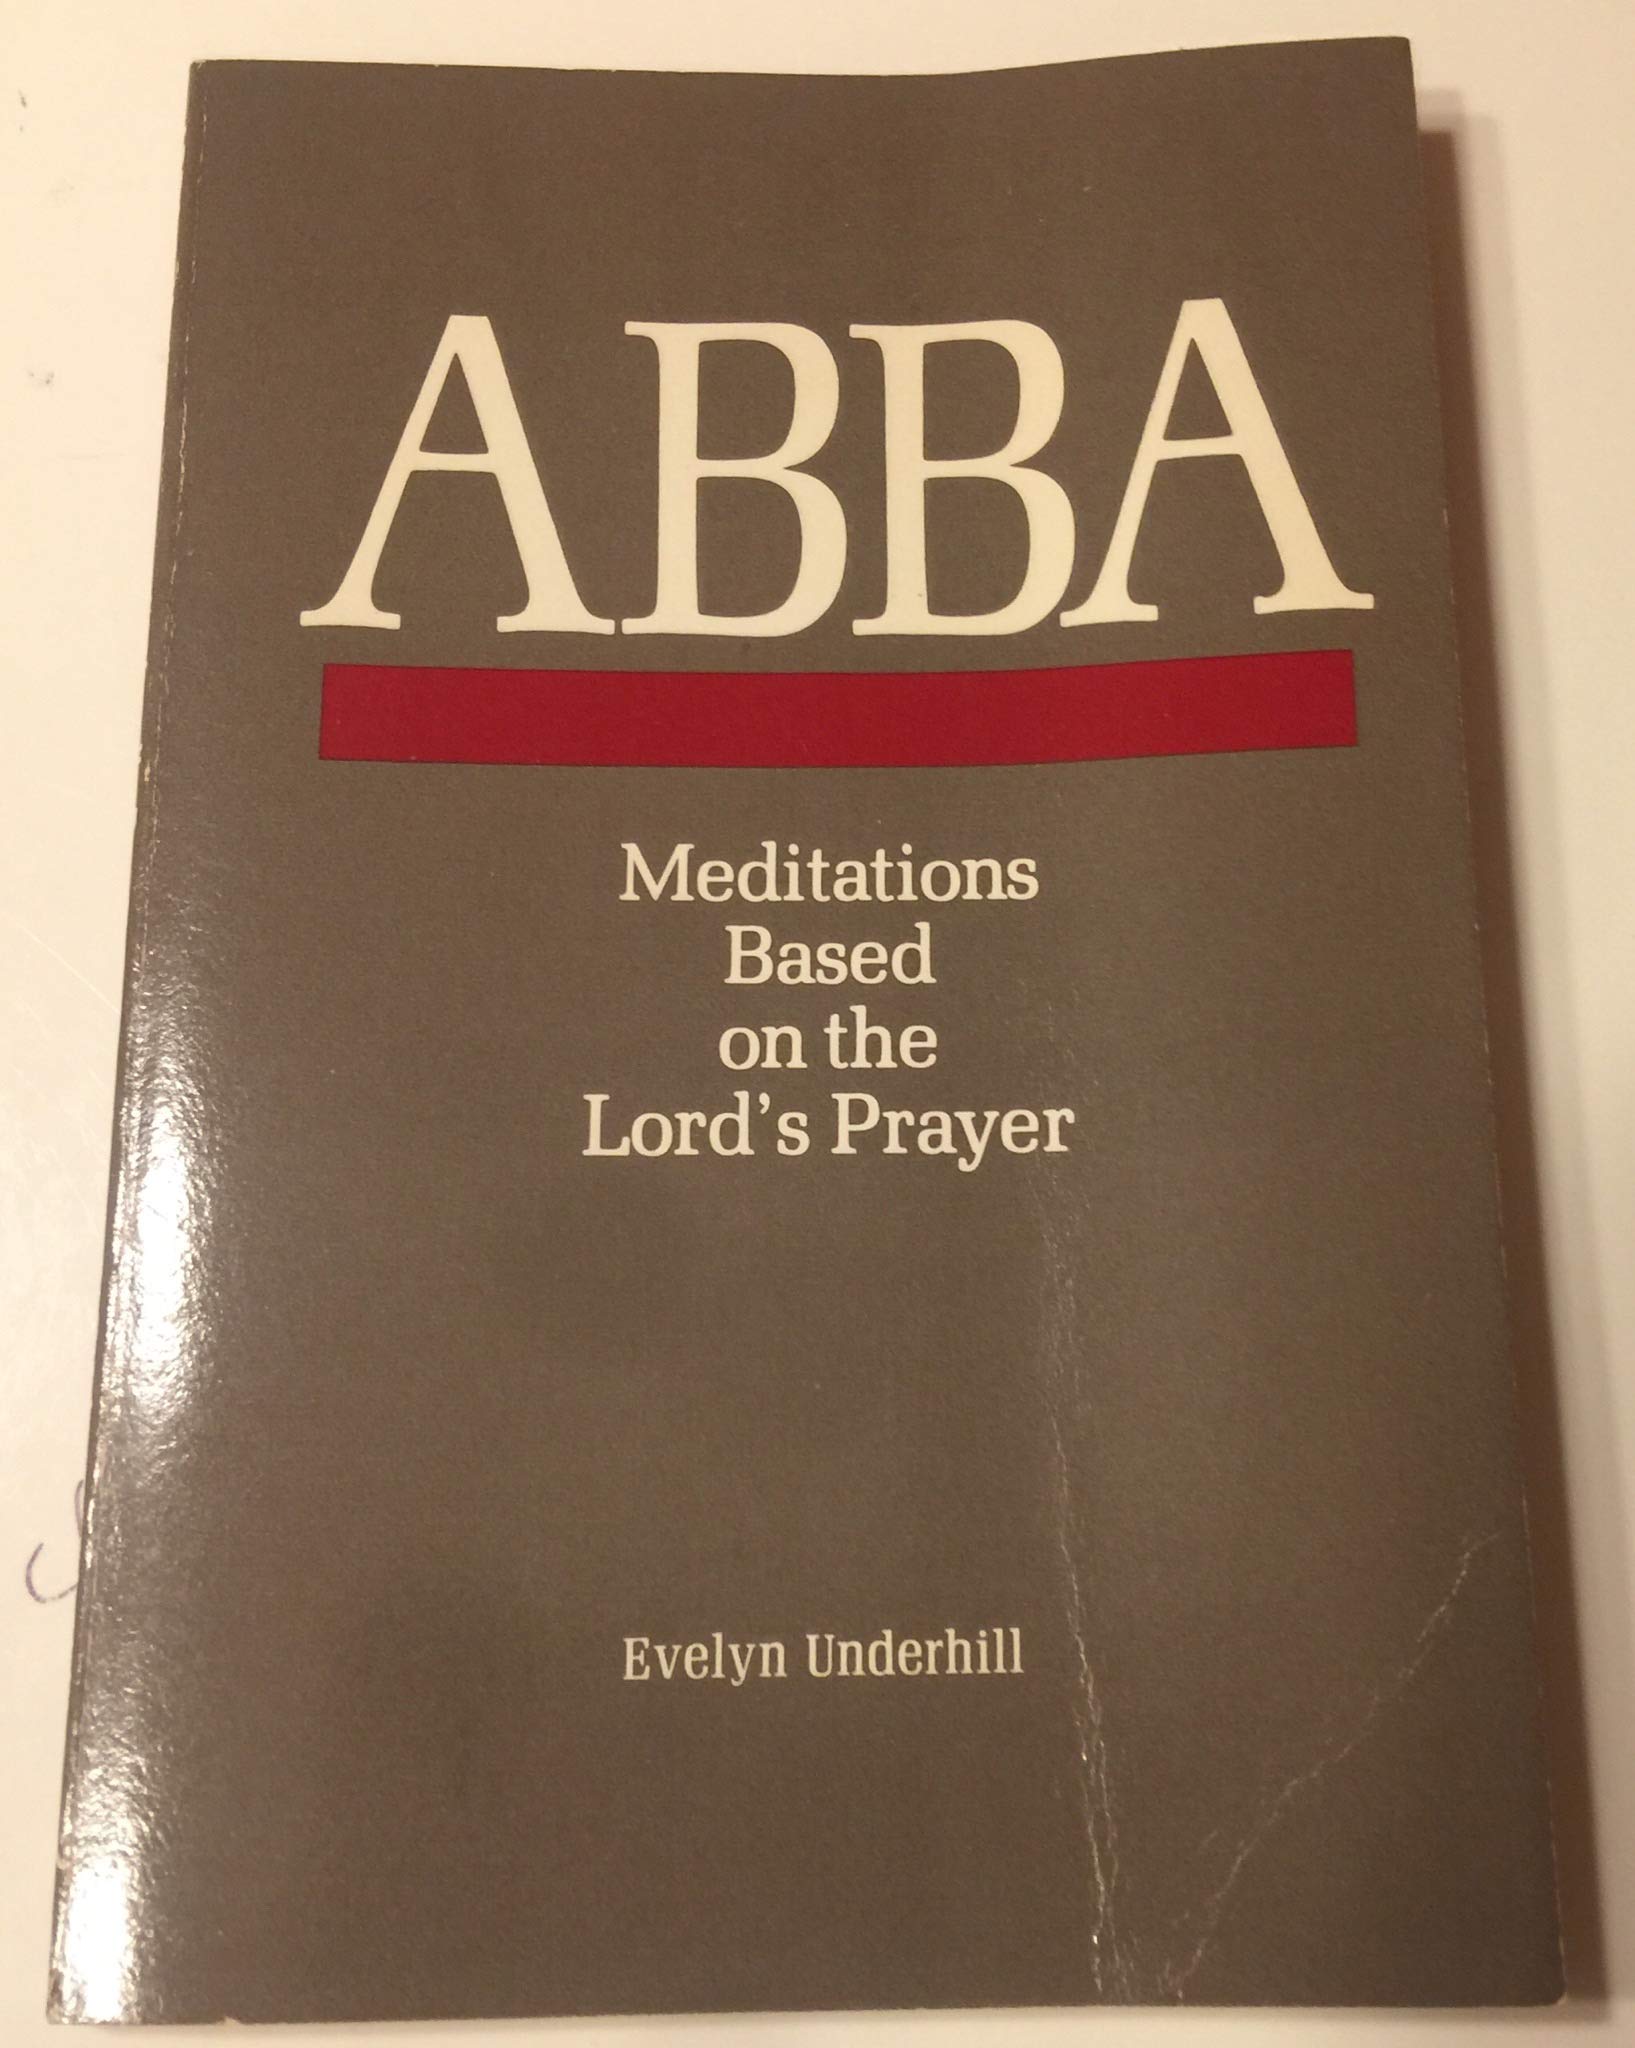 ABBA
Meditations
Based
on the
Lord's Prayer
Evelyn Underhill